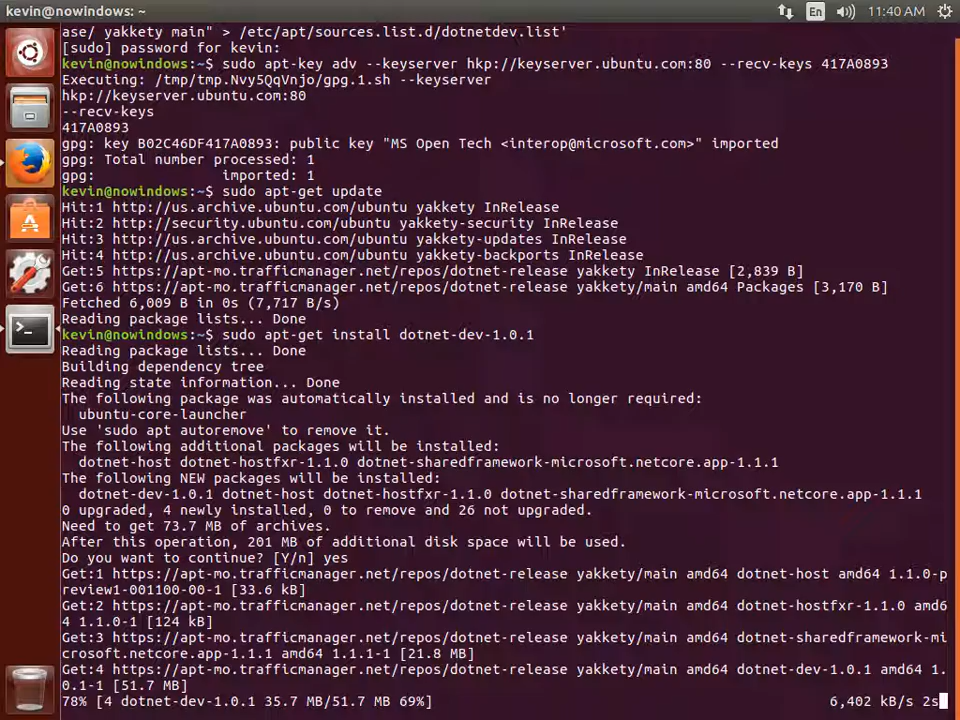 kevin@nowindows: ~
En
11:40 AM
ase/ yakkety main" > /etc/apt/sources.list.d/dotnetdev.list'
[sudo] password for kevin:
kevin@nowindows:~$ sudo apt-key adv --keyserver hkp://keyserver.ubuntu.com:80 --recv-keys 417A0893
Executing: /tmp/tmp.Nvy5QqVnjo/gpg.1.sh --keyserver
hkp://keyserver.ubuntu.com:80
--recv-keys
417A0893
gpg: key B02C46DF417A0893: public key "MS Open Tech <interop@microsoft.com>" imported
gpg: Total number processed: 1
gpg:               imported: 1
kevin@nowindows:~$ sudo apt-get update
Hit:1 http://us.archive.ubuntu.com/ubuntu yakkety InRelease
Hit:2 http://security.ubuntu.com/ubuntu yakkety-security InRelease
Hit:3 http://us.archive.ubuntu.com/ubuntu yakkety-updates InRelease
Hit:4 http://us.archive.ubuntu.com/ubuntu yakkety-backports InRelease
Get:5 https://apt-mo.trafficmanager.net/repos/dotnet-release yakkety InRelease [2,839 B]
Get:6 https://apt-mo.trafficmanager.net/repos/dotnet-release yakkety/main amd64 Packages [3,170 B]
Fetched 6,009 B in 0s (7,717 B/s)
Reading package lists... Done
kevin@nowindows:~$ sudo apt-get install dotnet-dev-1.0.1
Reading package lists... Done
Building dependency tree
Reading state information... Done
The following package was automatically installed and is no longer required:
  ubuntu-core-launcher
Use 'sudo apt autoremove' to remove it.
The following additional packages will be installed:
  dotnet-host dotnet-hostfxr-1.1.0 dotnet-sharedframework-microsoft.netcore.app-1.1.1
The following NEW packages will be installed:
  dotnet-dev-1.0.1 dotnet-host dotnet-hostfxr-1.1.0 dotnet-sharedframework-microsoft.netcore.app-1.1.1
0 upgraded, 4 newly installed, 0 to remove and 26 not upgraded.
Need to get 73.7 MB of archives.
After this operation, 201 MB of additional disk space will be used.
Do you want to continue? [Y/n] yes
Get:1 https://apt-mo.trafficmanager.net/repos/dotnet-release yakkety/main amd64 dotnet-host amd64 1.1.0-p
review1-001100-00-1 [33.6 kB]
Get:2 https://apt-mo.trafficmanager.net/repos/dotnet-release yakkety/main amd64 dotnet-hostfxr-1.1.0 amd6
4 1.1.0-1 [124 kB]
Get:3 https://apt-mo.trafficmanager.net/repos/dotnet-release yakkety/main amd64 dotnet-sharedframework-mi
crosoft.netcore.app-1.1.1 amd64 1.1.1-1 [21.8 MB]
Get:4 https://apt-mo.trafficmanager.net/repos/dotnet-release yakkety/main amd64 dotnet-dev-1.0.1 amd64 1.
0.1-1 [51.7 MB]
78% [4 dotnet-dev-1.0.1 35.7 MB/51.7 MB 69%] 6,402 kB/s 2s